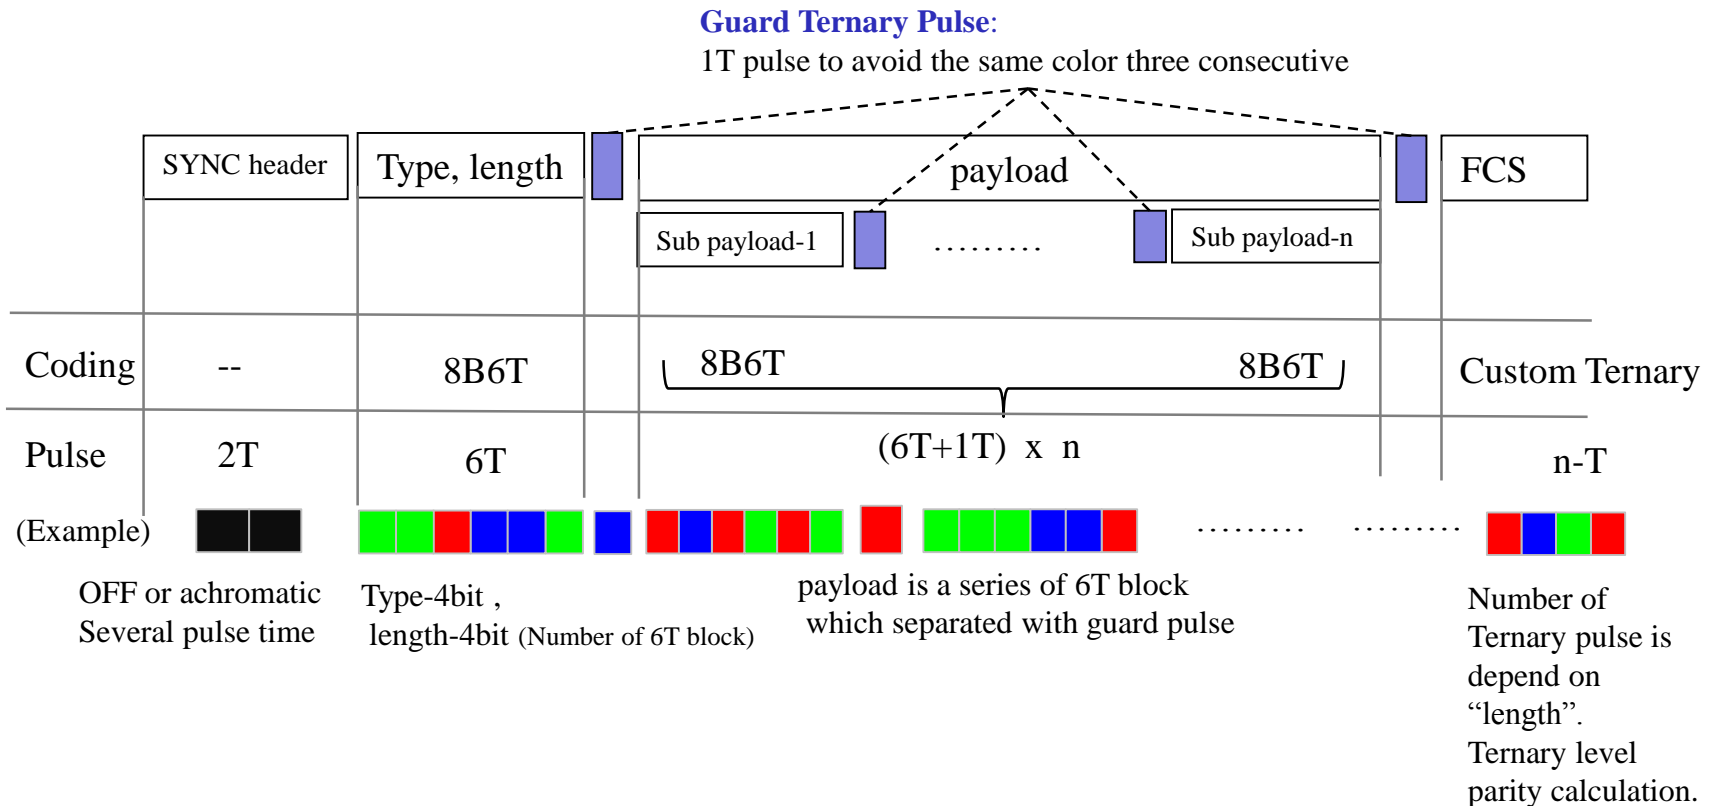 Guard Ternary Pulse:
1T pulse to avoid the same color three consecutive
SYNC header
Type, length
payload
FCS
Sub payload-1
.........
Sub payload-n
Coding
--
8B6T
8B6T
8B6T
Custom Ternary
Pulse
2T
6T
(6T+1T) x n
n-T
(Example)
........
........
OFF or achromatic
Several pulse time
Type-4bit ,
length-4bit (Number of 6T block)
payload is a series of 6T block
which separated with guard pulse
Number of
Ternary pulse is
depend on
“length”.
Ternary level
parity calculation.